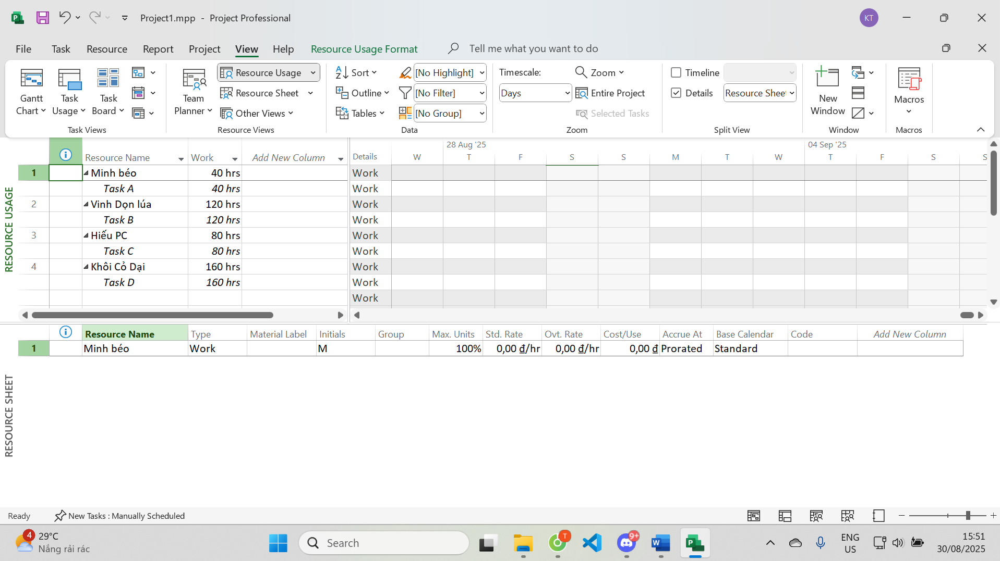 Project1.mpp - Project Professional
KT
File Task Resource Report Project View Help Resource Usage Format Tell me what you want to do
Gantt Chart
Task Usage
Task Board
Task Views
Team Planner
Resource Usage
Resource Sheet
Other Views
Resource Views
Sort
Outline
Tables
[No Highlight]
[No Filter]
[No Group]
Data
Timescale:
Days
Zoom
Entire Project
Selected Tasks
Zoom
Timeline
Details Resource Sheet
Split View
New Window
Window
Macros
Macros
RESOURCE USAGE
Resource Name Work Add New Column Details
28 Aug '25 04 Sep '25
W T F S S M T W T F S S
1 Minh béo 40 hrs Work
Task A 40 hrs Work
2 Vinh Dọn lúa 120 hrs Work
Task B 120 hrs Work
3 Hiếu PC 80 hrs Work
Task C 80 hrs Work
4 Khôi Cỏ Dại 160 hrs Work
Task D 160 hrs Work
Work
RESOURCE SHEET
Resource Name Type Material Label Initials Group Max. Units Std. Rate Ovt. Rate Cost/Use Accrue At Base Calendar Code Add New Column
1 Minh béo Work M 100% 0,00 ₫/hr 0,00 ₫/hr 0,00 ₫ Prorated Standard
Ready New Tasks : Manually Scheduled
4
29°C
Nắng rải rác
Search
T
9+
ENG
US
15:51
30/08/2025